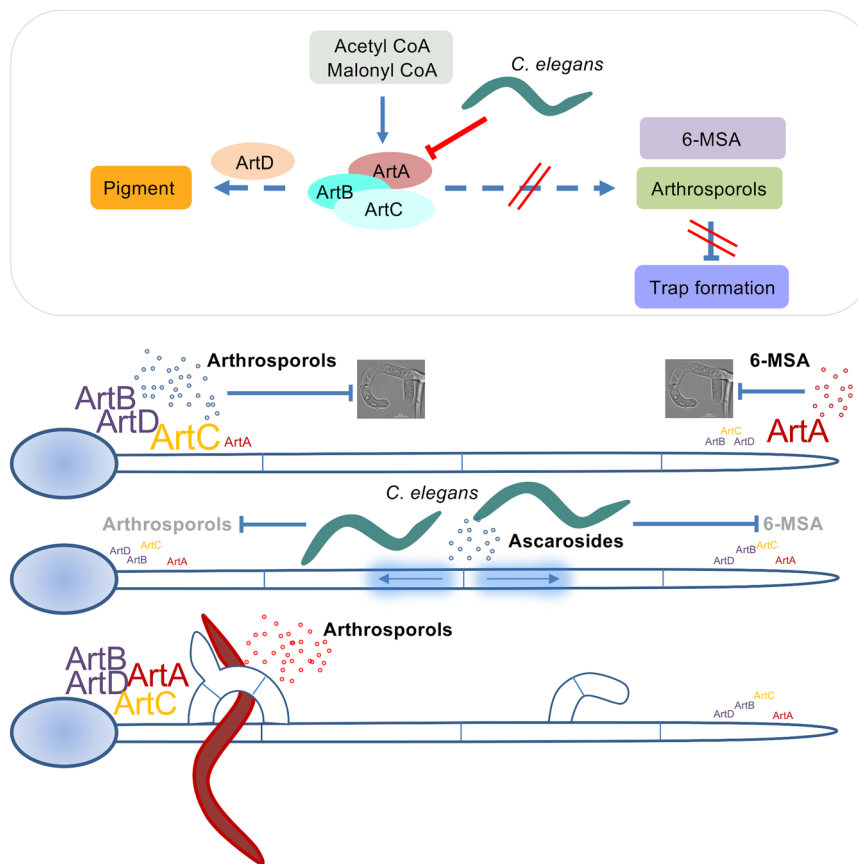 Acetyl CoA
Malonyl CoA
C. elegans
6-MSA
ArtD
ArtA
Pigment
ArtB
Arthrosporols
ArtC
Trap formation
Arthrosporols
6-MSA
ArtB
ArtD
ArtC
ArtA
ArtC
ArtB
ArtD
ArtA
C. elegans
Arthrosporols
6-MSA
Ascarosides
ArtD
ArtC
ArtB
ArtA
ArtD
ArtB
ArtC
ArtA
Arthrosporols
ArtB
ArtD
ArtA
ArtC
ArtD
ArtB
ArtC
ArtA